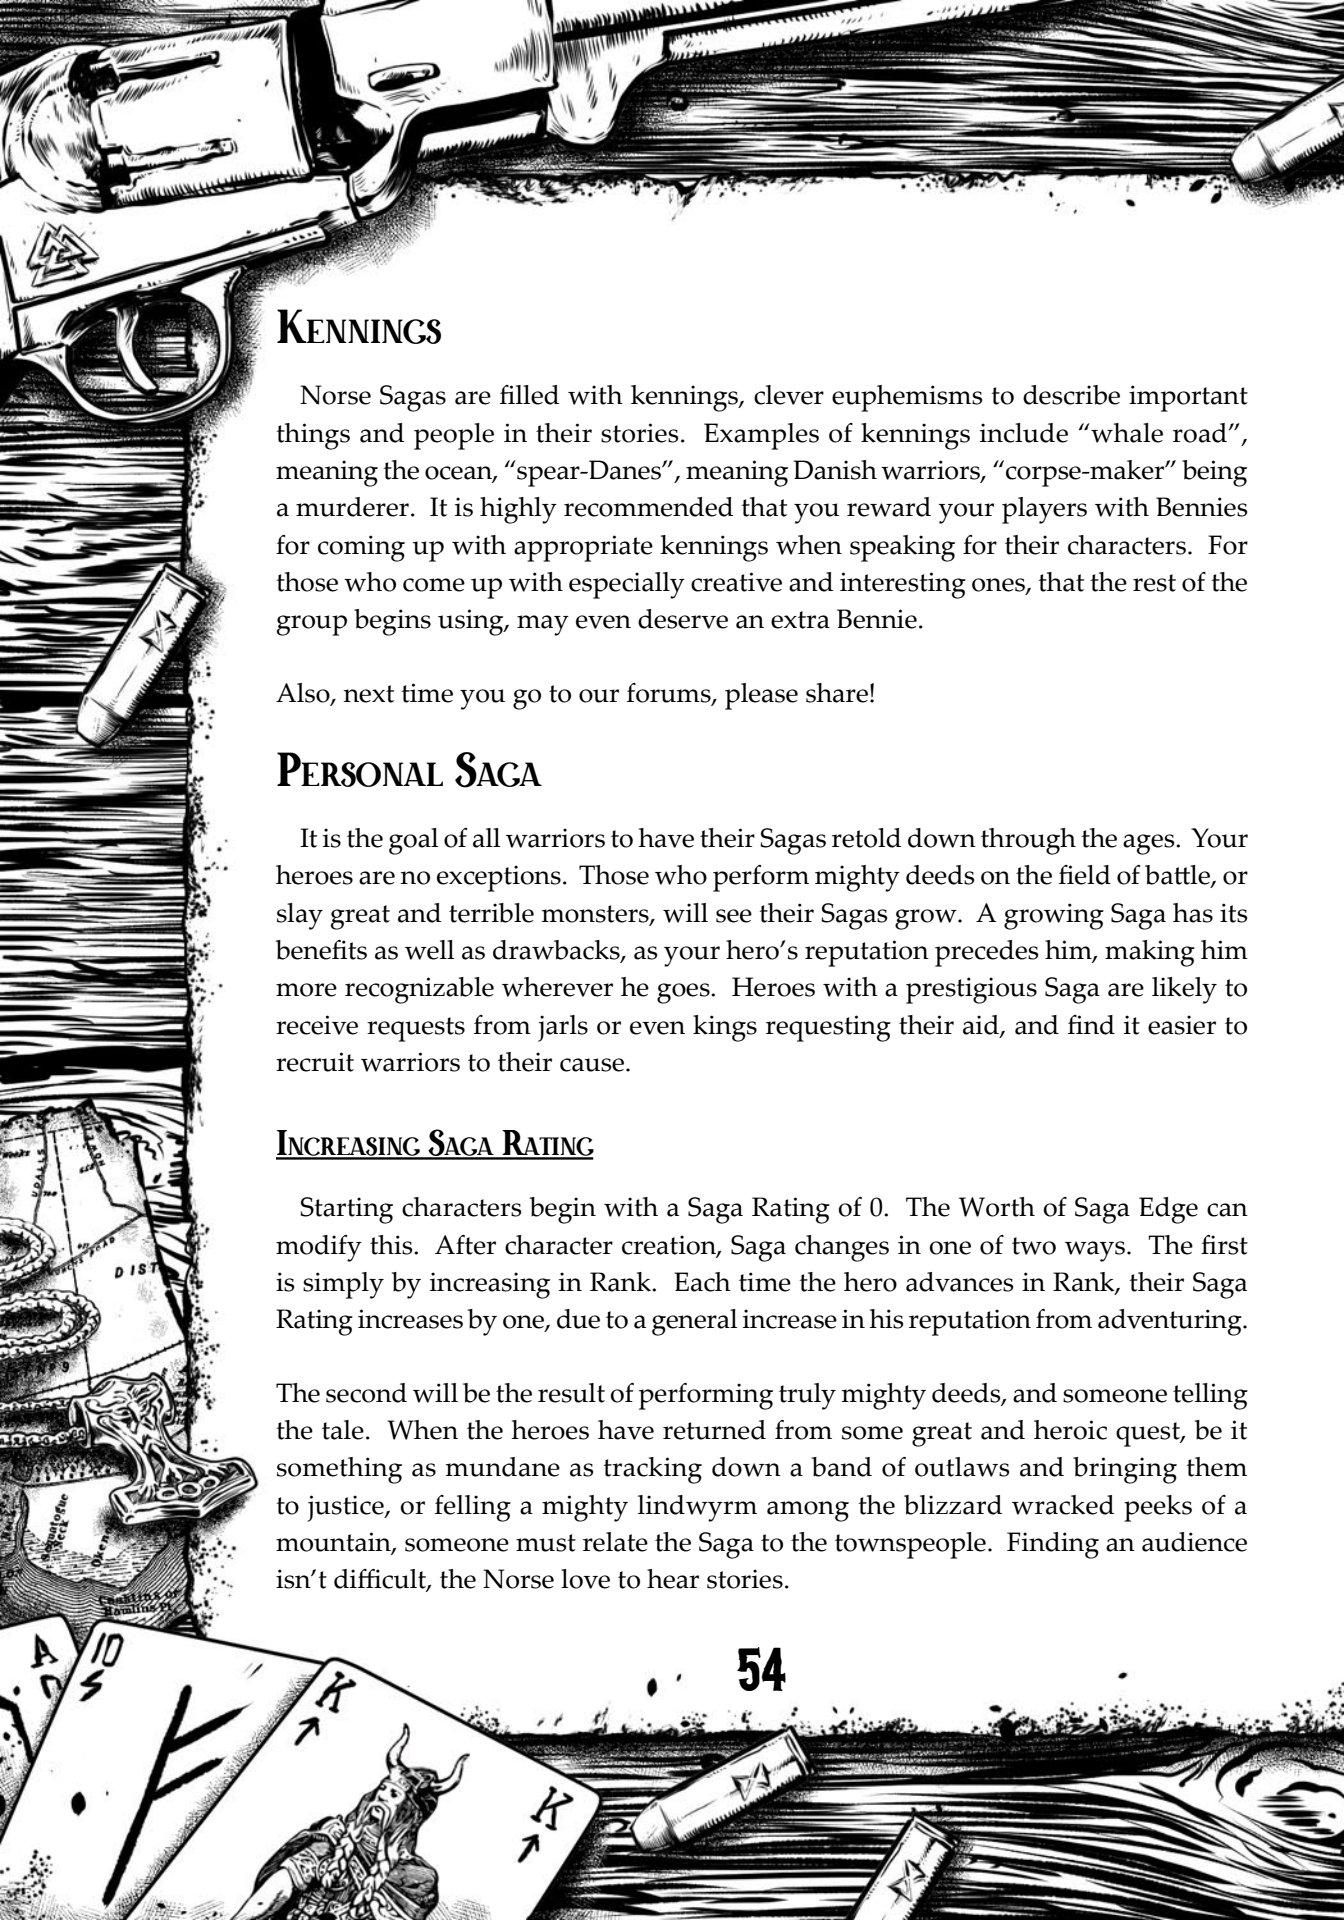 Kennings
Norse Sagas are filled with kennings, clever euphemisms to describe important
things and people in their stories.  Examples of kennings include “whale road”,
meaning the ocean, “spear-Danes”, meaning Danish warriors, “corpse-maker” being
a murderer.  It is highly recommended that you reward your players with Bennies
for coming up with appropriate kennings when speaking for their characters.  For
those who come up with especially creative and interesting ones, that the rest of the
group begins using, may even deserve an extra Bennie.
Also, next time you go to our forums, please share!
Personal Saga
It is the goal of all warriors to have their Sagas retold down through the ages.  Your
heroes are no exceptions.  Those who perform mighty deeds on the field of battle, or
slay great and terrible monsters, will see their Sagas grow.  A growing Saga has its
benefits as well as drawbacks, as your hero’s reputation precedes him, making him
more recognizable wherever he goes.  Heroes with a prestigious Saga are likely to
receive requests from jarls or even kings requesting their aid, and find it easier to
recruit warriors to their cause.
Increasing Saga Rating
Starting characters begin with a Saga Rating of 0.  The Worth of Saga Edge can
modify this.  After character creation, Saga changes in one of two ways.  The first
is simply by increasing in Rank.  Each time the hero advances in Rank, their Saga
Rating increases by one, due to a general increase in his reputation from adventuring.
The second will be the result of performing truly mighty deeds, and someone telling
the tale.  When the heroes have returned from some great and heroic quest, be it
something as mundane as tracking down a band of outlaws and bringing them
to justice, or felling a mighty lindwyrm among the blizzard wracked peeks of a
mountain, someone must relate the Saga to the townspeople.  Finding an audience
isn’t difficult, the Norse love to hear stories.
54
UDALLS
DIST
Neck
Oken
Hamlins Pt.
A
10
K
K